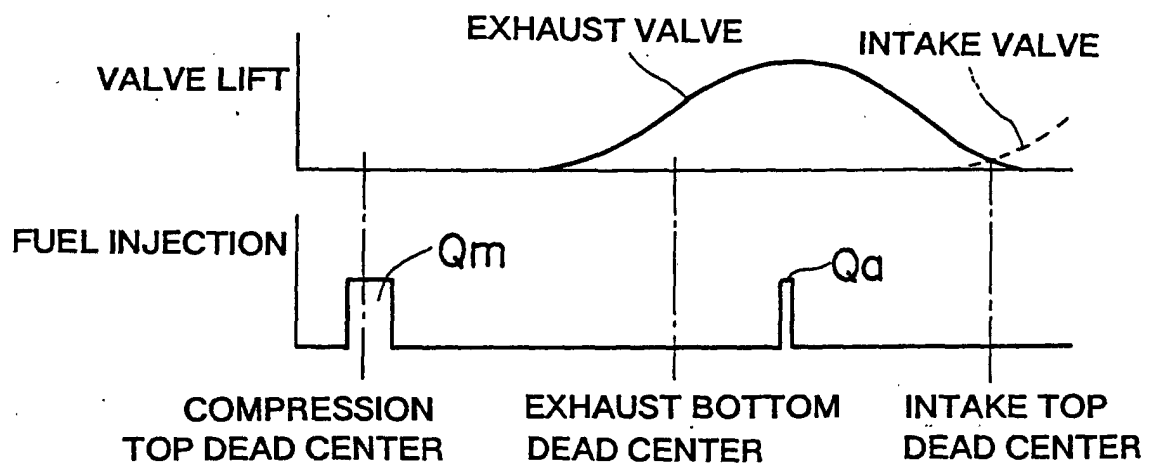 EXHAUST VALVE
INTAKE VALVE
VALVE LIFT
FUEL INJECTION
Qm
Qa
COMPRESSION
TOP DEAD CENTER
EXHAUST BOTTOM
DEAD CENTER
INTAKE TOP
DEAD CENTER